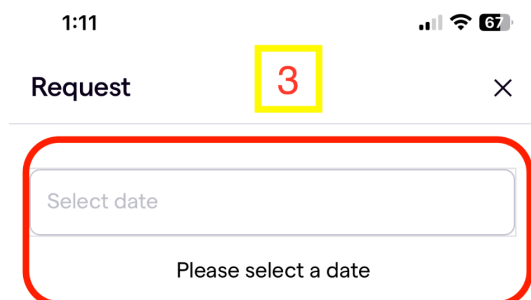 1:11
67
Request
3
Select date
Please select a date